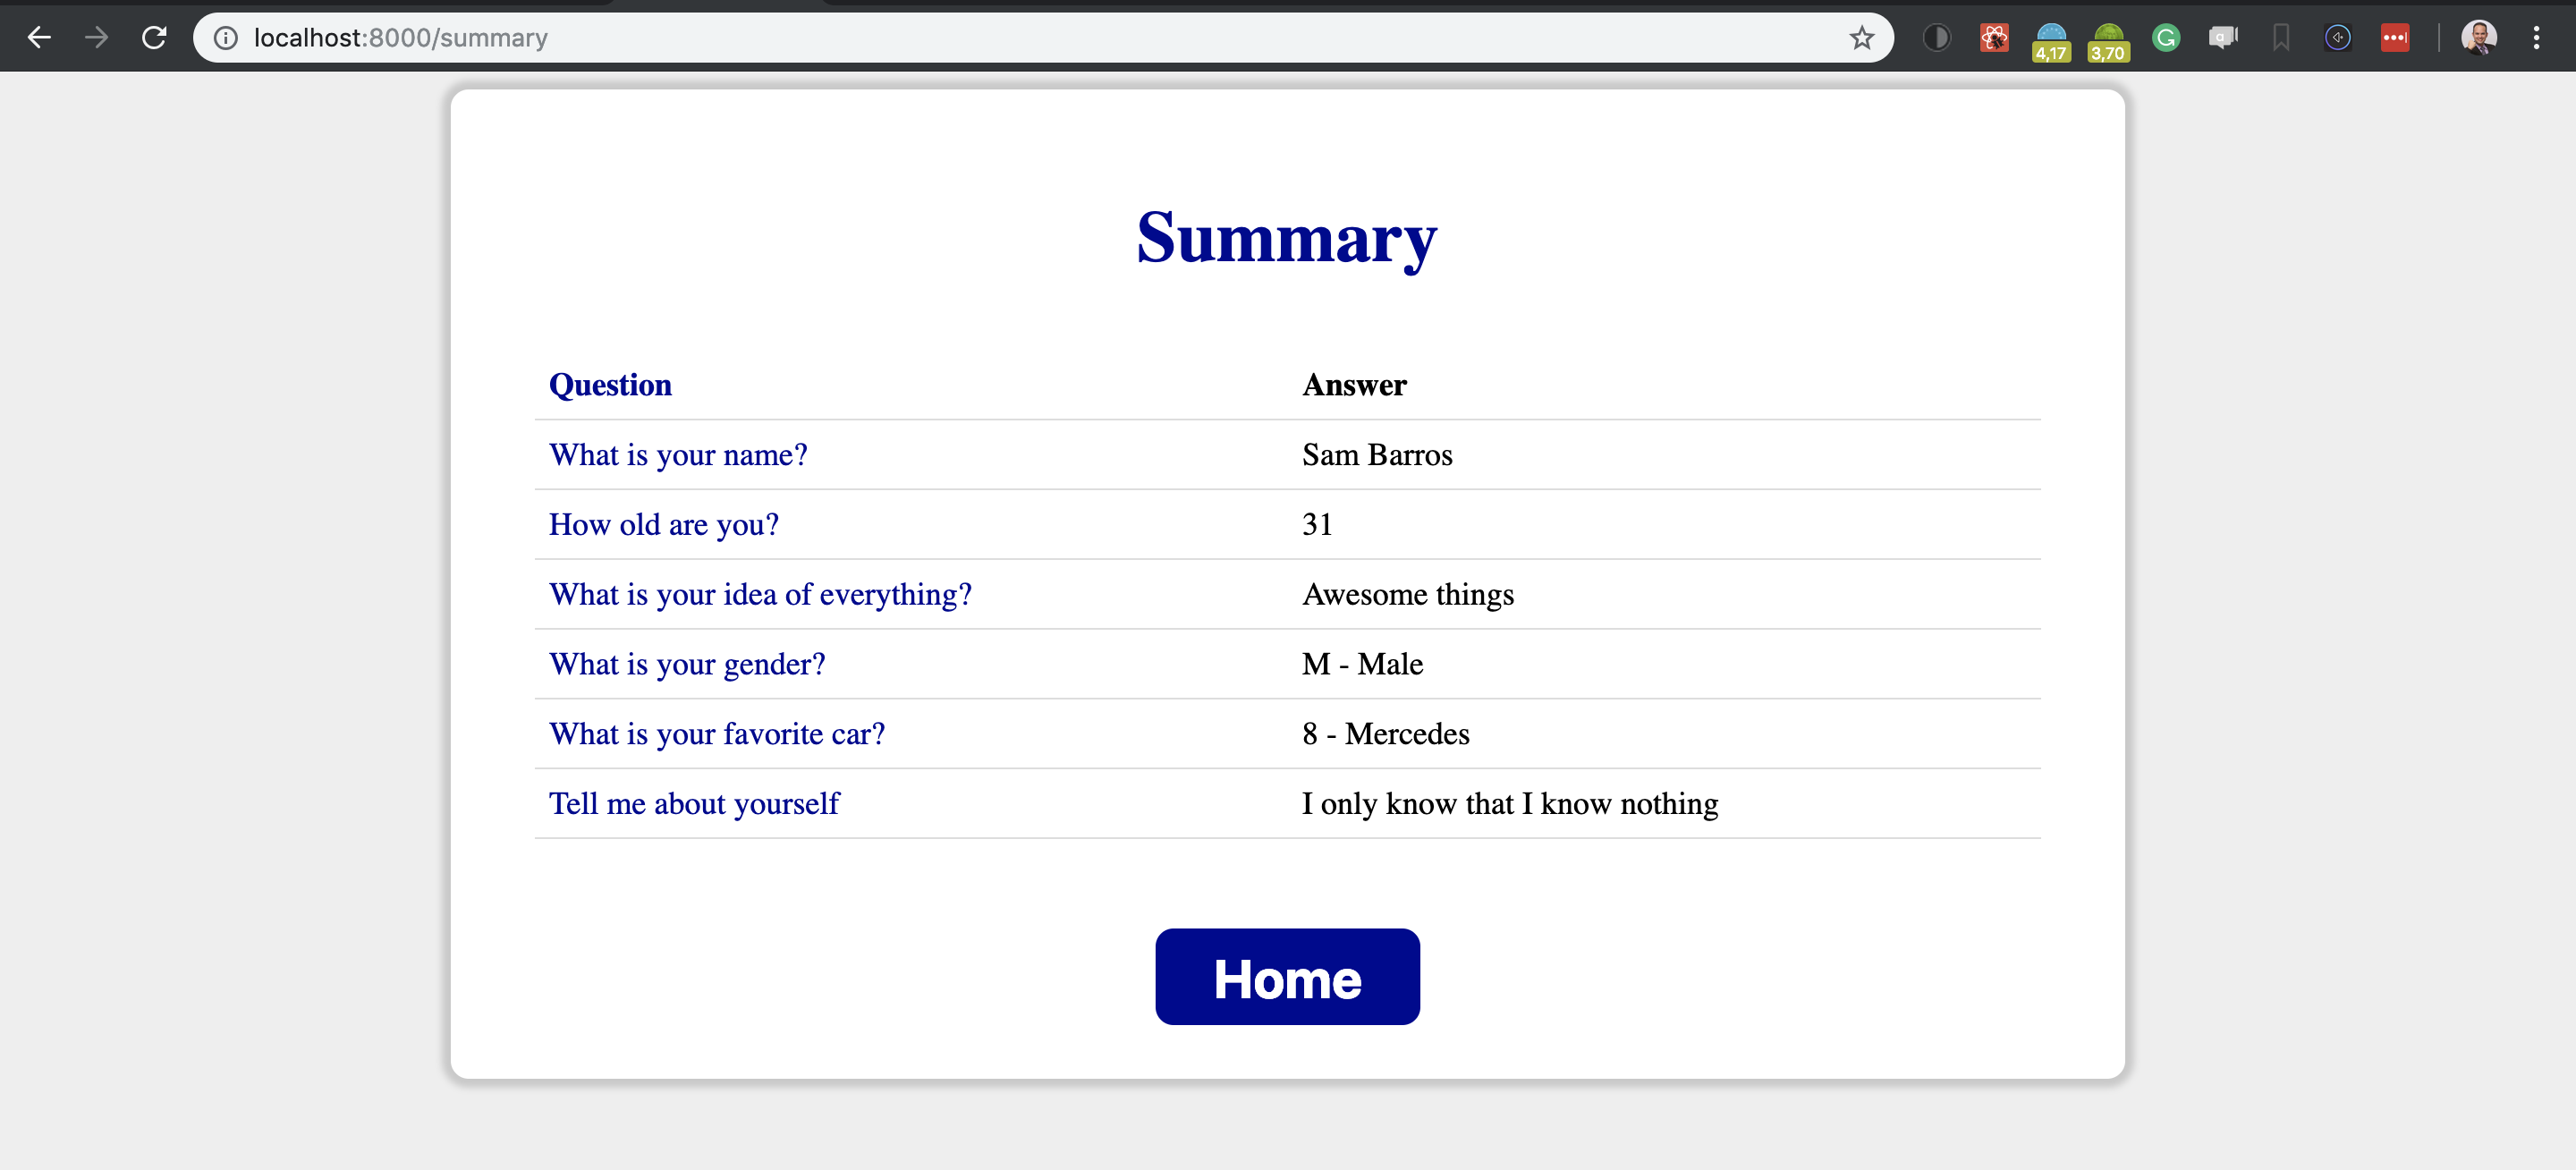 localhost:8000/summary
4,17
3,70
Summary
Question Answer
What is your name? Sam Barros
How old are you? 31
What is your idea of everything? Awesome things
What is your gender? M - Male
What is your favorite car? 8 - Mercedes
Tell me about yourself I only know that I know nothing
Home